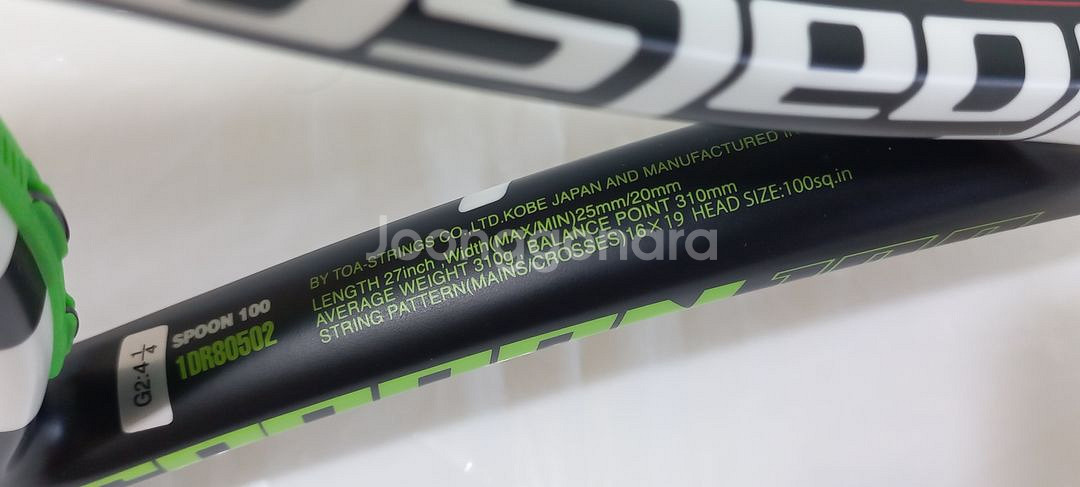 BY TOA-STRINGS CO.,LTD.KOBE JAPAN AND MANUFACTURED IN
LENGTH 27inch ,Width(MAX/MIN)25mm/20mm
AVERAGE WEIGHT 310g , BALANCE POINT 310mm
STRING PATTERN(MAINS/CROSSES)16×19 HEAD SIZE:100sq.in
SPOON 100
1DR80502
G2:4 1/4
Joonggonara